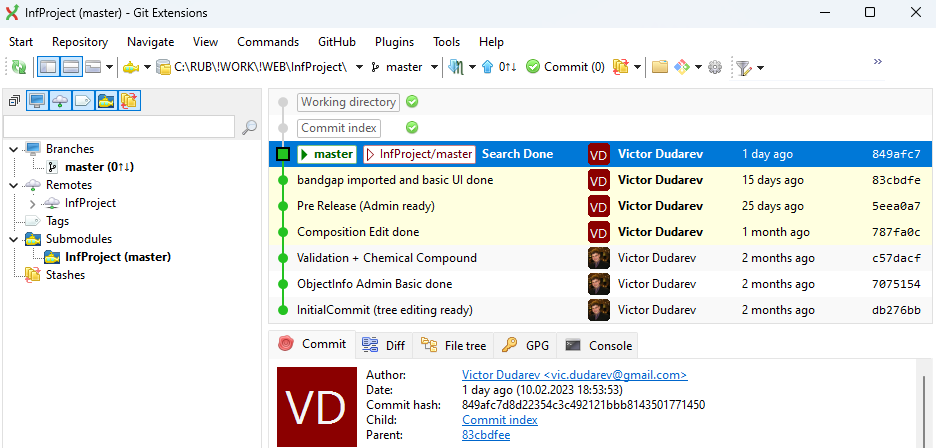 InfProject (master) - Git Extensions
Start Repository Navigate View Commands GitHub Plugins Tools Help
C:\RUB\!WORK\!WEB\InfProject\ master 0↑↓ Commit (0) »
Working directory
Commit index
master InfProject/master Search Done VD Victor Dudarev 1 day ago 849afc7
bandgap imported and basic UI done VD Victor Dudarev 15 days ago 83cbdfe
Pre Release (Admin ready) VD Victor Dudarev 25 days ago 5eea0a7
Composition Edit done VD Victor Dudarev 1 month ago 787fa0c
Validation + Chemical Compound Victor Dudarev 2 months ago c57dacf
ObjectInfo Admin Basic done Victor Dudarev 2 months ago 7075154
InitialCommit (tree editing ready) Victor Dudarev 2 months ago db276bb
Branches
master (0↑↓)
Remotes
InfProject
Tags
Submodules
InfProject (master)
Stashes
Commit Diff File tree GPG Console
VD
Author: Victor Dudarev <vic.dudarev@gmail.com>
Date: 1 day ago (10.02.2023 18:53:53)
Commit hash: 849afc7d8d22354c3c492121bbb8143501771450
Child: Commit index
Parent: 83cbdfee